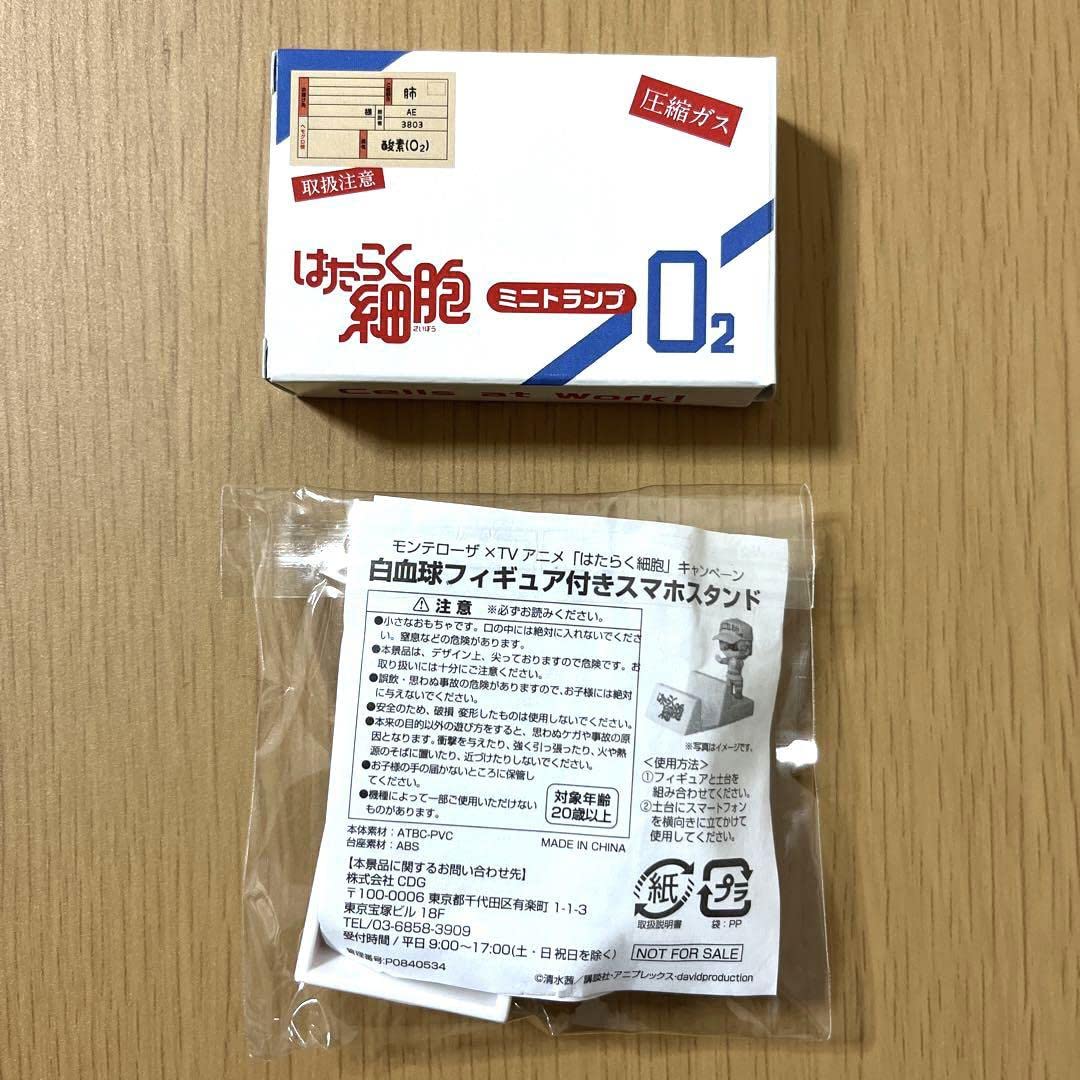 肺
様
AE
3803
酸素(O₂)
圧縮ガス
取扱注意
はたらく
細胞
さいぼう
ミニトランプ
O2
Cells at Work!
モンテローザ ×TV アニメ「はたらく細胞」キャンペーン
白血球フィギュア付きスマホスタンド
⚠ 注意 ※必ずお読みください。
●小さなおもちゃです。口の中には絶対に入れないでくださ
い。窒息などの危険があります。
●本景品は、デザイン上、尖っておりますので危険です。お
取り扱いには十分にご注意ください。
●誤飲・思わぬ事故の危険がありますので、お子様には絶対
に与えないでください。
●安全のため、破損 変形したものは使用しないでください。
●本来の目的以外の遊び方をすると、思わぬケガや事故の原
因となります。衝撃を与えたり、強く引っ張ったり、火や熱
源のそばに置いたり、近づけたりしないでください。
●お子様の手の届かないところに保管し
てください。
●機種によって一部ご使用いただけない
ものがあります。
対象年齢
20歳以上
本体素材：ATBC-PVC
台座素材：ABS
MADE IN CHINA
※写真はイメージです。
＜使用方法＞
①フィギュアと土台を
組み合わせてください。
②土台にスマートフォン
を横向きに立てかけて
使用してください。
【本景品に関するお問い合わせ先】
株式会社 CDG
〒100-0006 東京都千代田区有楽町 1-1-3
東京宝塚ビル 18F
TEL/03-6858-3909
受付時間 / 平日 9:00～17:00(土・日 祝日を除く)
管理番号:P0840534
紙
取扱説明書
プラ
袋：PP
NOT FOR SALE
©清水茜／講談社・アニプレックス・davidproduction